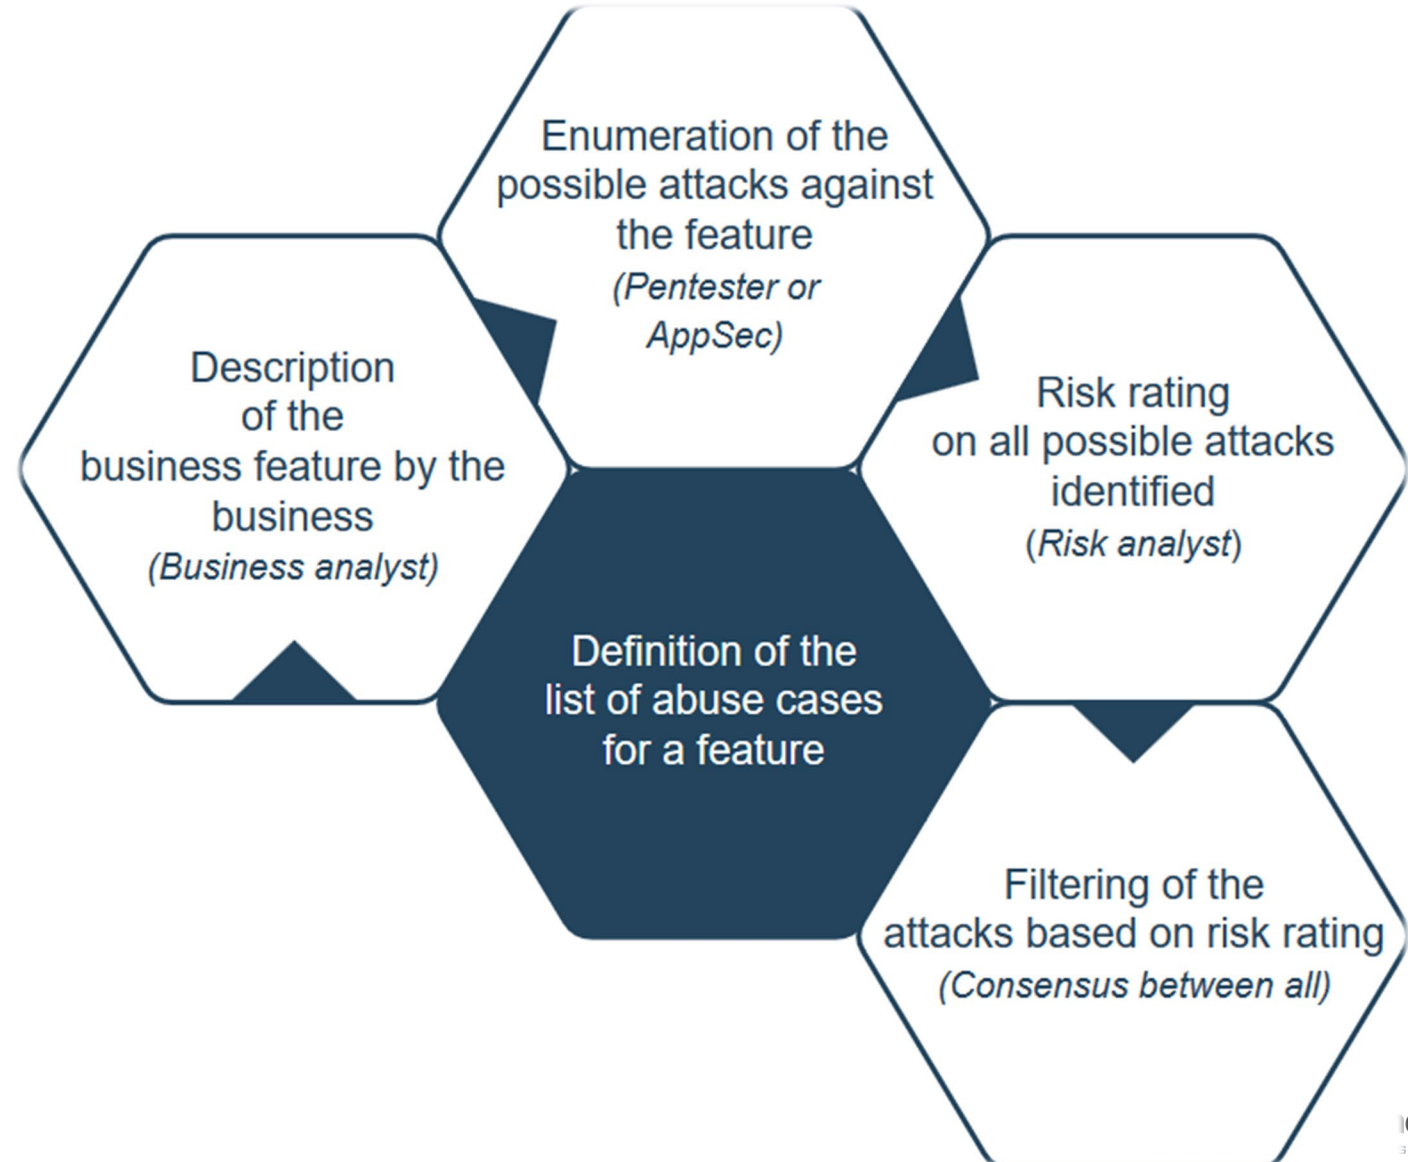 Enumeration of the
possible attacks against
the feature
(Pentester or
AppSec)
Description
of the
business feature by the
business
(Business analyst)
Risk rating
on all possible attacks
identified
(Risk analyst)
Definition of the
list of abuse cases
for a feature
Filtering of the
attacks based on risk rating
(Consensus between all)